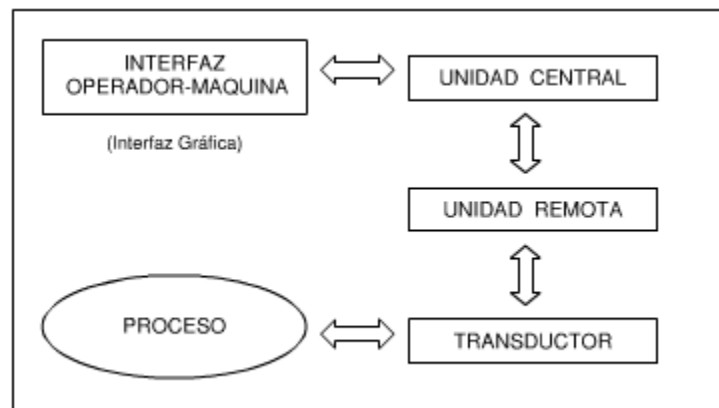 INTERFAZ
OPERADOR-MAQUINA
(Interfaz Gráfica)
UNIDAD CENTRAL
UNIDAD REMOTA
PROCESO
TRANSDUCTOR